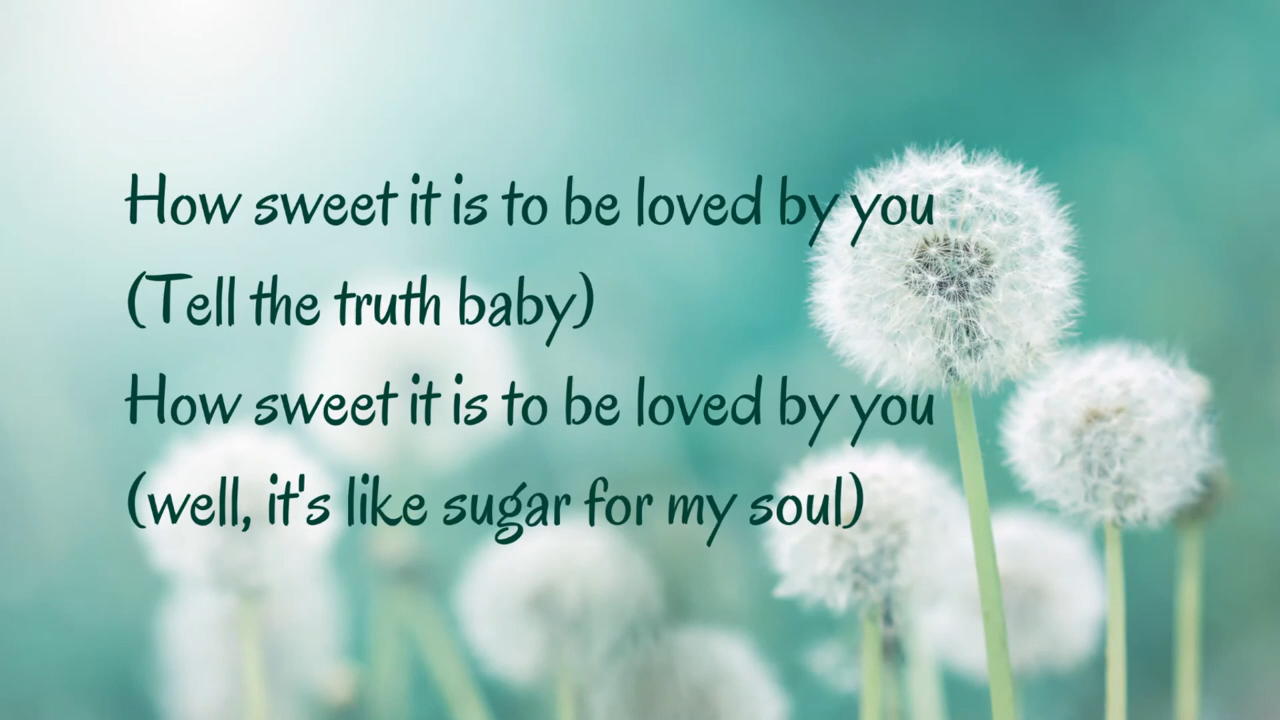 How sweet it is to be loved by you
(Tell the truth baby)
How sweet it is to be loved by you
(well, it's like sugar for my soul)